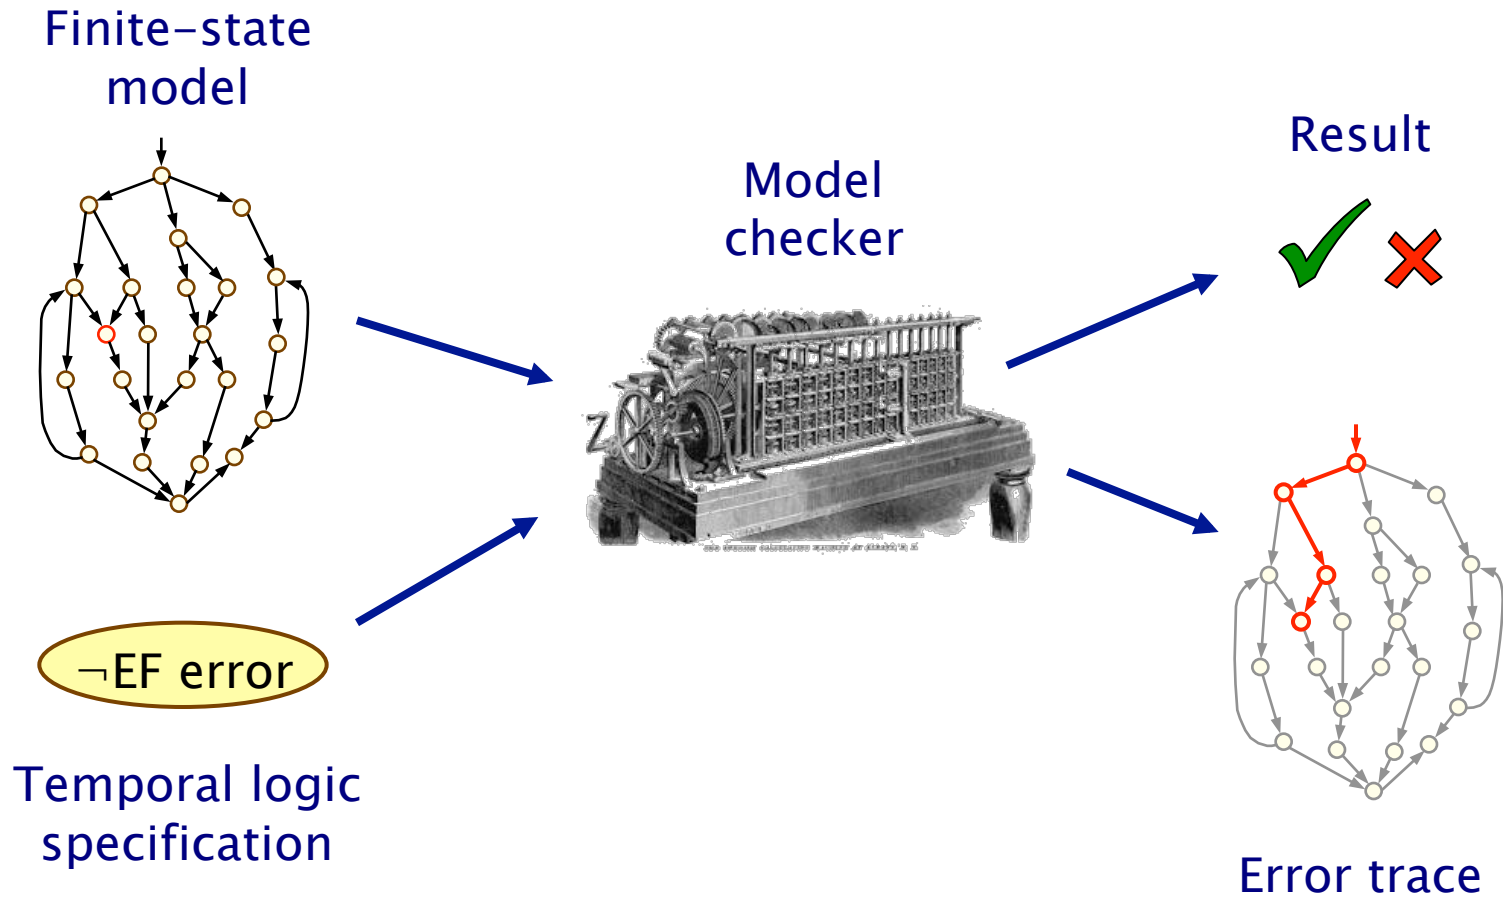 Finite-state
model
Model
checker
Result
¬EF error
Temporal logic
specification
Error trace